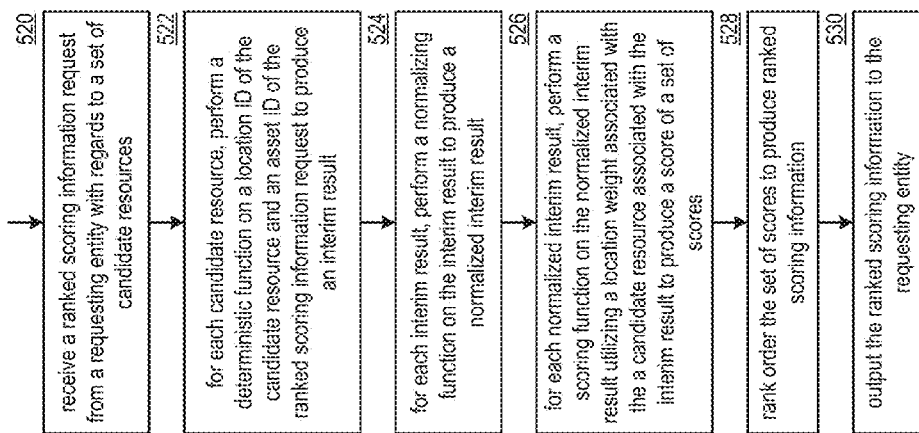 520
receive a ranked scoring information request
from a requesting entity with regards to a set of
candidate resources
522
for each candidate resource, perform a
deterministic function on a location ID of the
candidate resource and an asset ID of the
ranked scoring information request to produce
an interim result
524
for each interim result, perform a normalizing
function on the interim result to produce a
normalized interim result
526
for each normalized interim result, perform a
scoring function on the normalized interim
result utilizing a location weight associated with
the a candidate resource associated with the
interim result to produce a score of a set of
scores
528
rank order the set of scores to produce ranked
scoring information
530
output the ranked scoring information to the
requesting entity